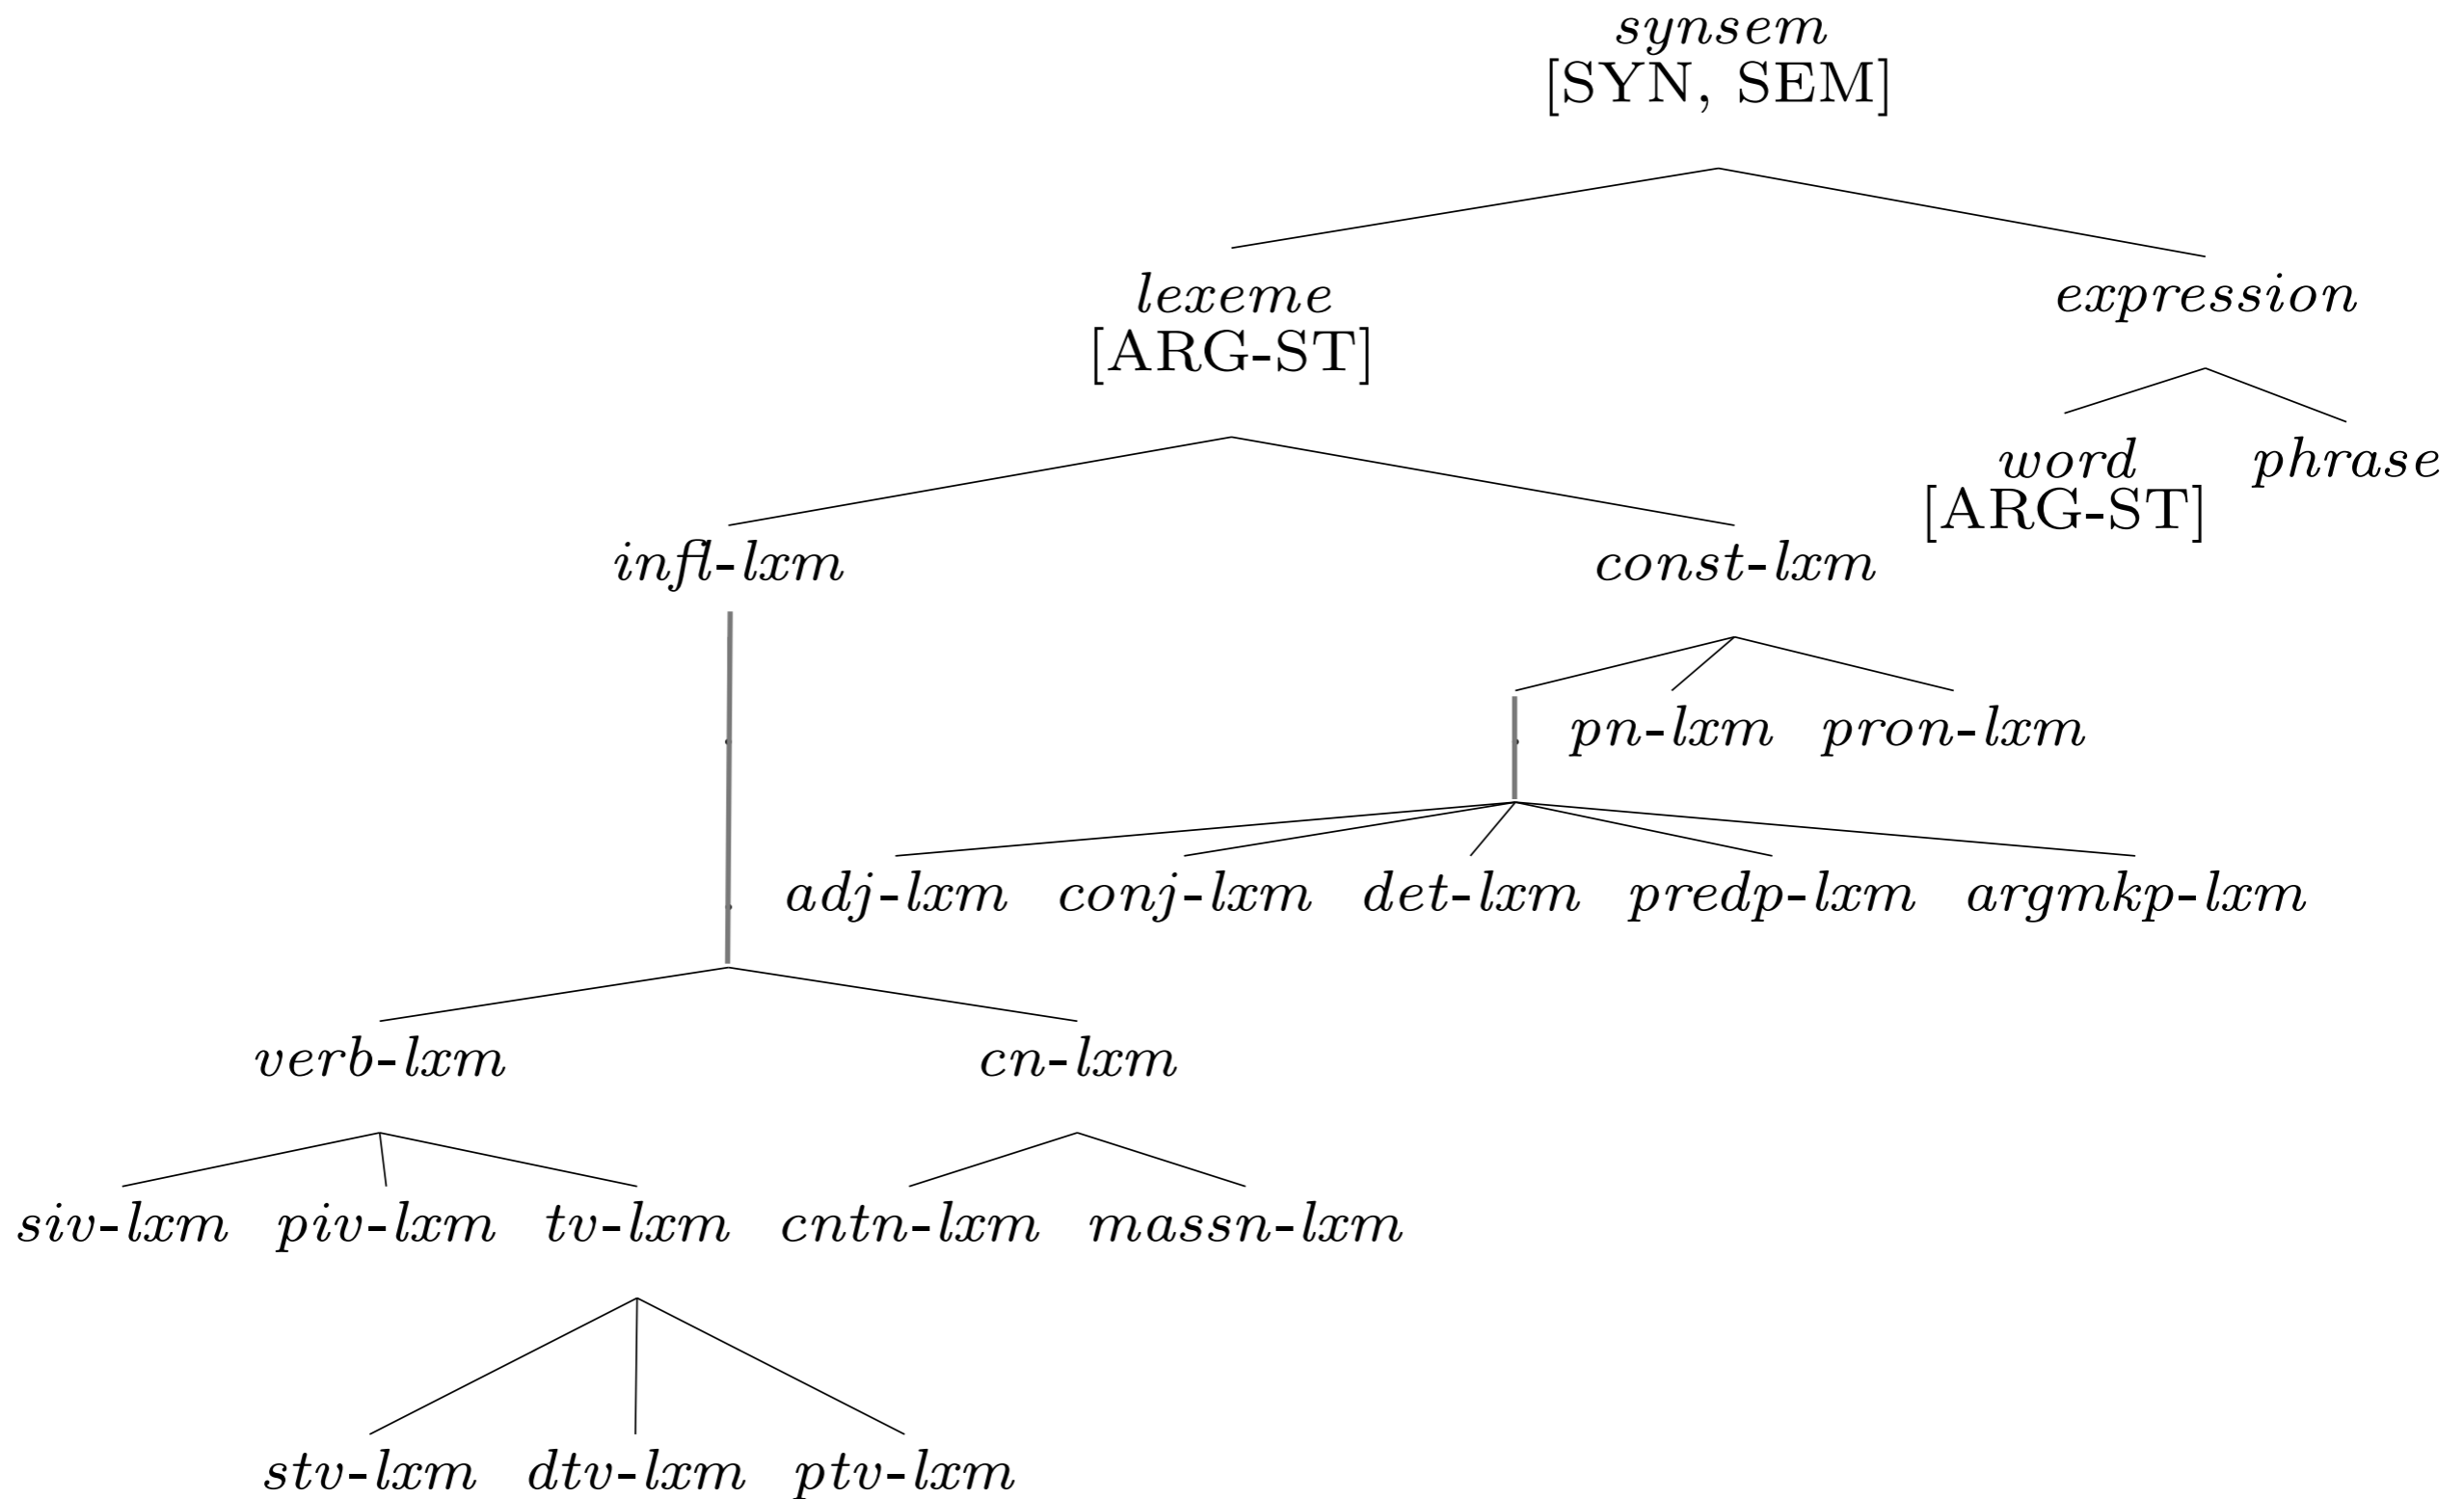 synsem
[SYN, SEM]
lexeme
[ARG-ST]
expression
word
[ARG-ST]
phrase
infl-lxm
const-lxm
pn-lxm pron-lxm
adj-lxm conj-lxm det-lxm predp-lxm argmkp-lxm
verb-lxm cn-lxm
siv-lxm piv-lxm tv-lxm cntn-lxm massn-lxm
stv-lxm dtv-lxm ptv-lxm